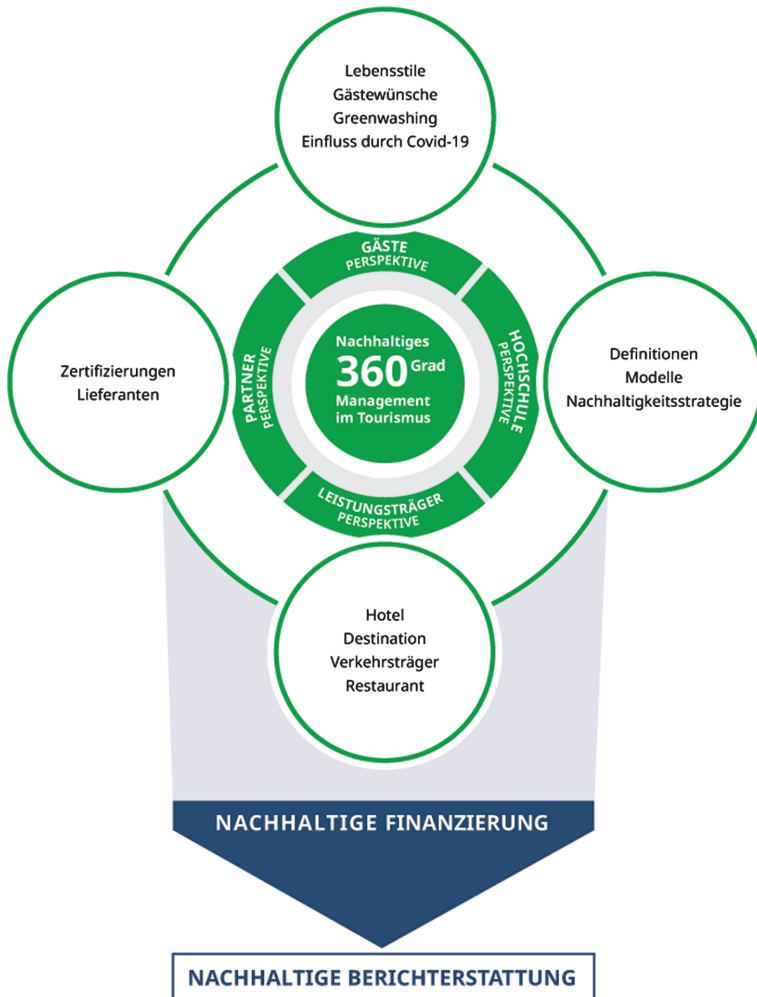 Lebensstile
Gästewünsche
Greenwashing
Einfluss durch Covid-19
GÄSTE
PERSPEKTIVE
Zertifizierungen
Lieferanten
PARTNER
PERSPEKTIVE
Nachhaltiges
360 Grad
Management
im Tourismus
HOCHSCHULE
PERSPEKTIVE
Definitionen
Modelle
Nachhaltigkeitsstrategie
LEISTUNGSTRÄGER
PERSPEKTIVE
Hotel
Destination
Verkehrsträger
Restaurant
NACHHALTIGE FINANZIERUNG
NACHHALTIGE BERICHTERSTATTUNG